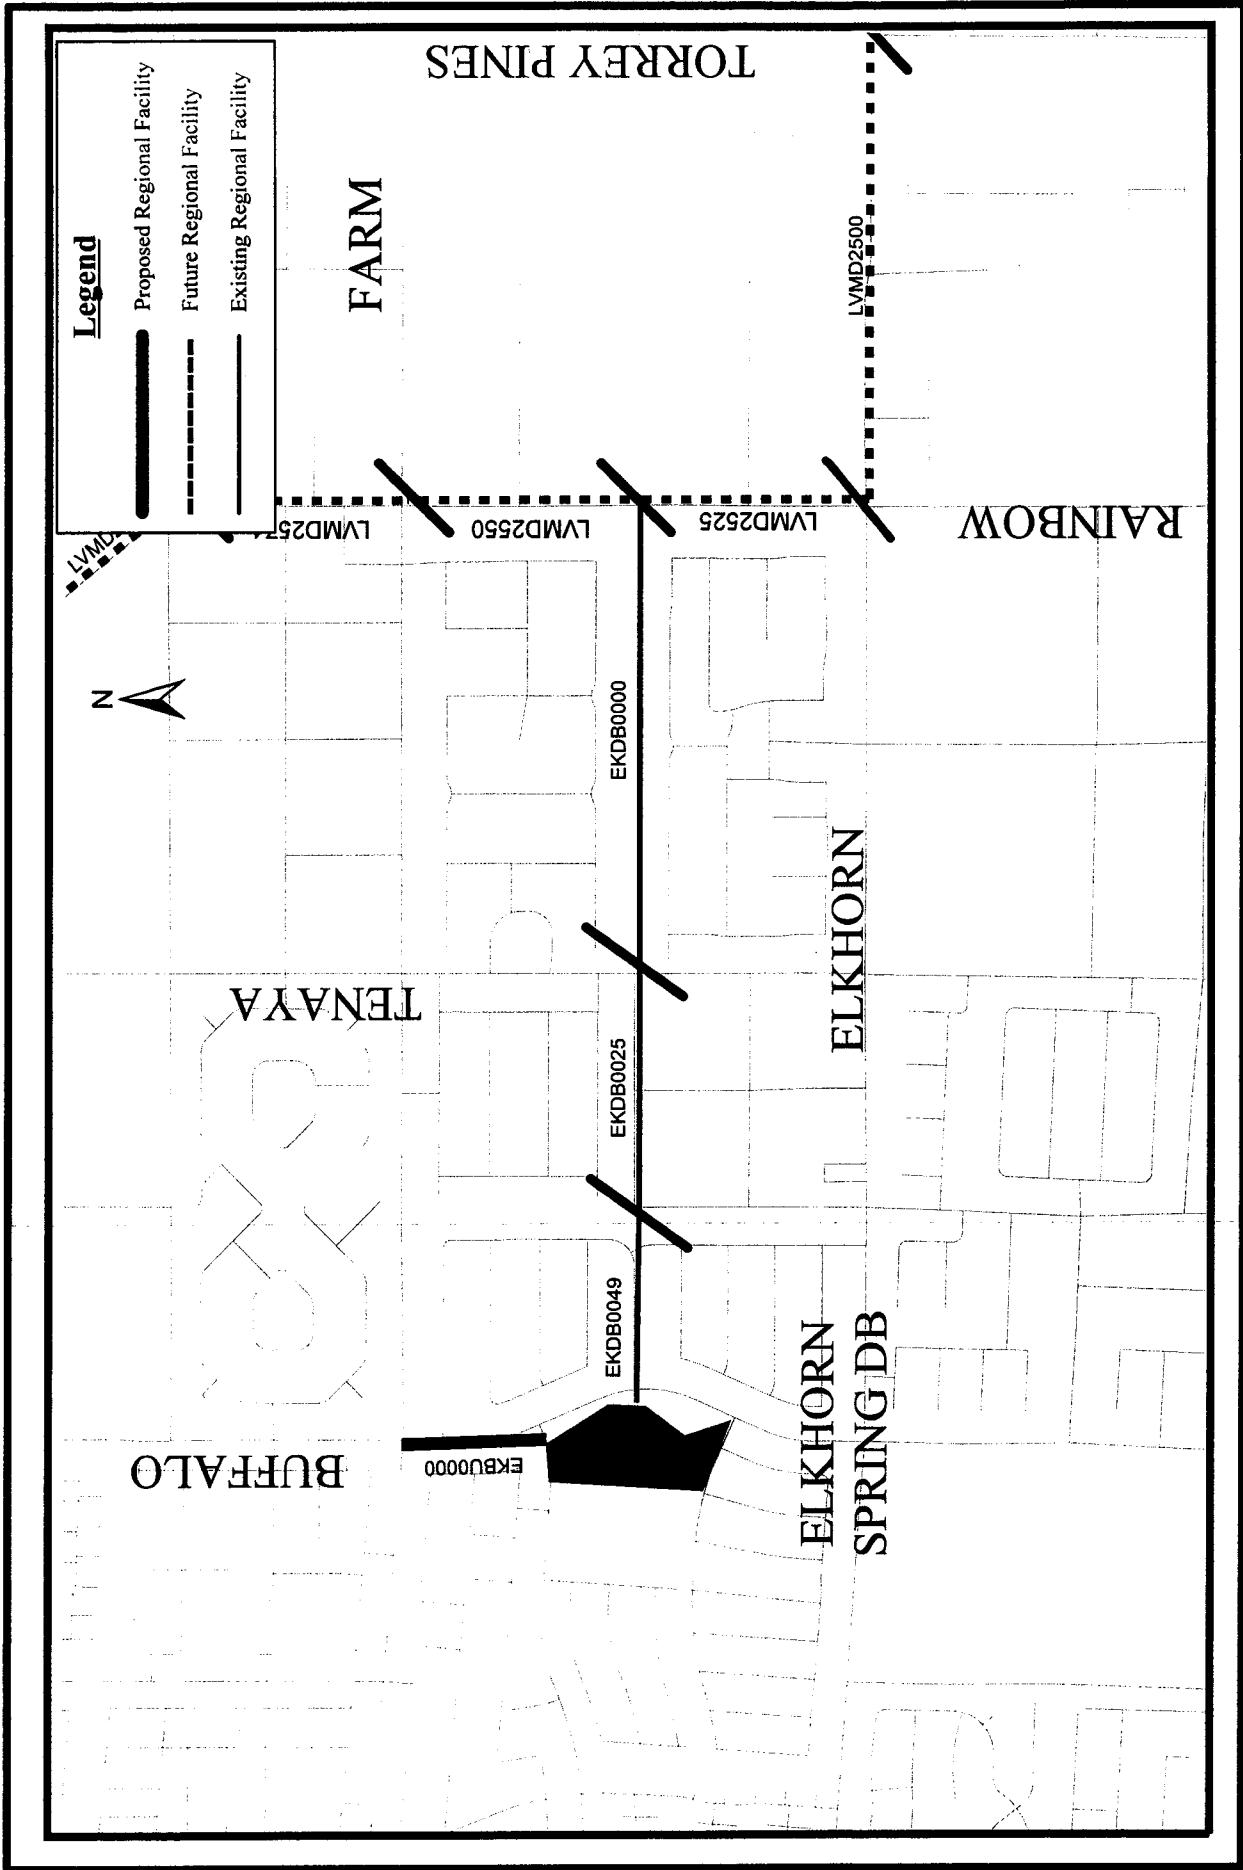 Legend
Proposed Regional Facility
Future Regional Facility
Existing Regional Facility
N
BUFFALO
TENAYA
RAINBOW
TORREY PINES
FARM
LVMD2550
LVMD2525
LVMD2500
EKBU0000
EKDB0049
EKDB0025
EKDB0000
ELKHORN
ELKHORN
SPRING DB